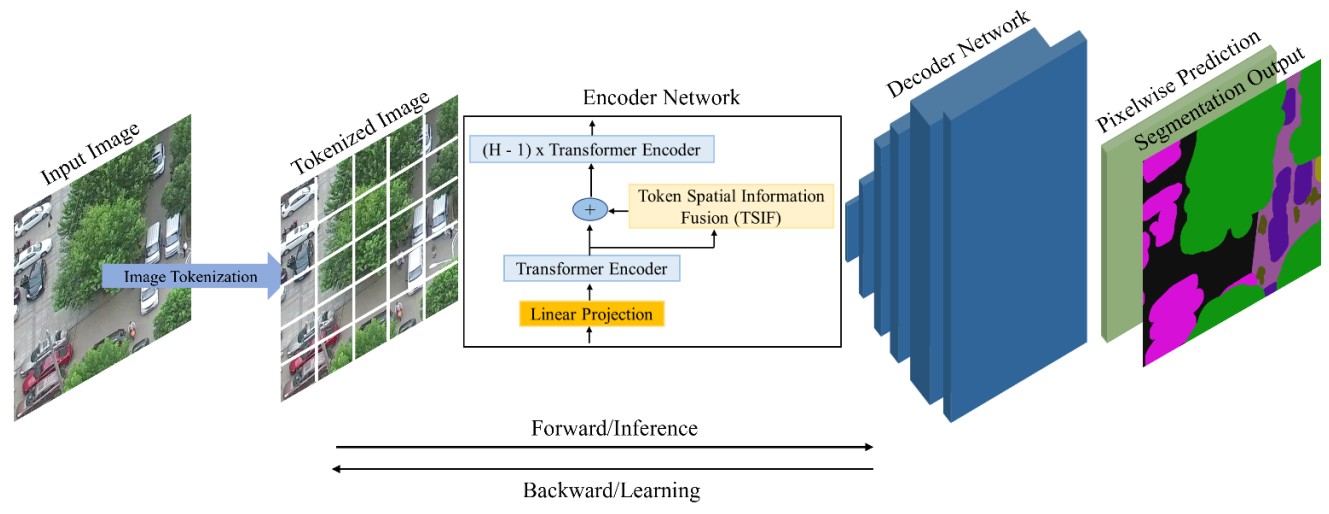 Input Image
Image Tokenization
Tokenized Image
Encoder Network
(H - 1) x Transformer Encoder
+
Token Spatial Information
Fusion (TSIF)
Transformer Encoder
Linear Projection
Decoder Network
Pixelwise Prediction
Segmentation Output
Forward/Inference
Backward/Learning